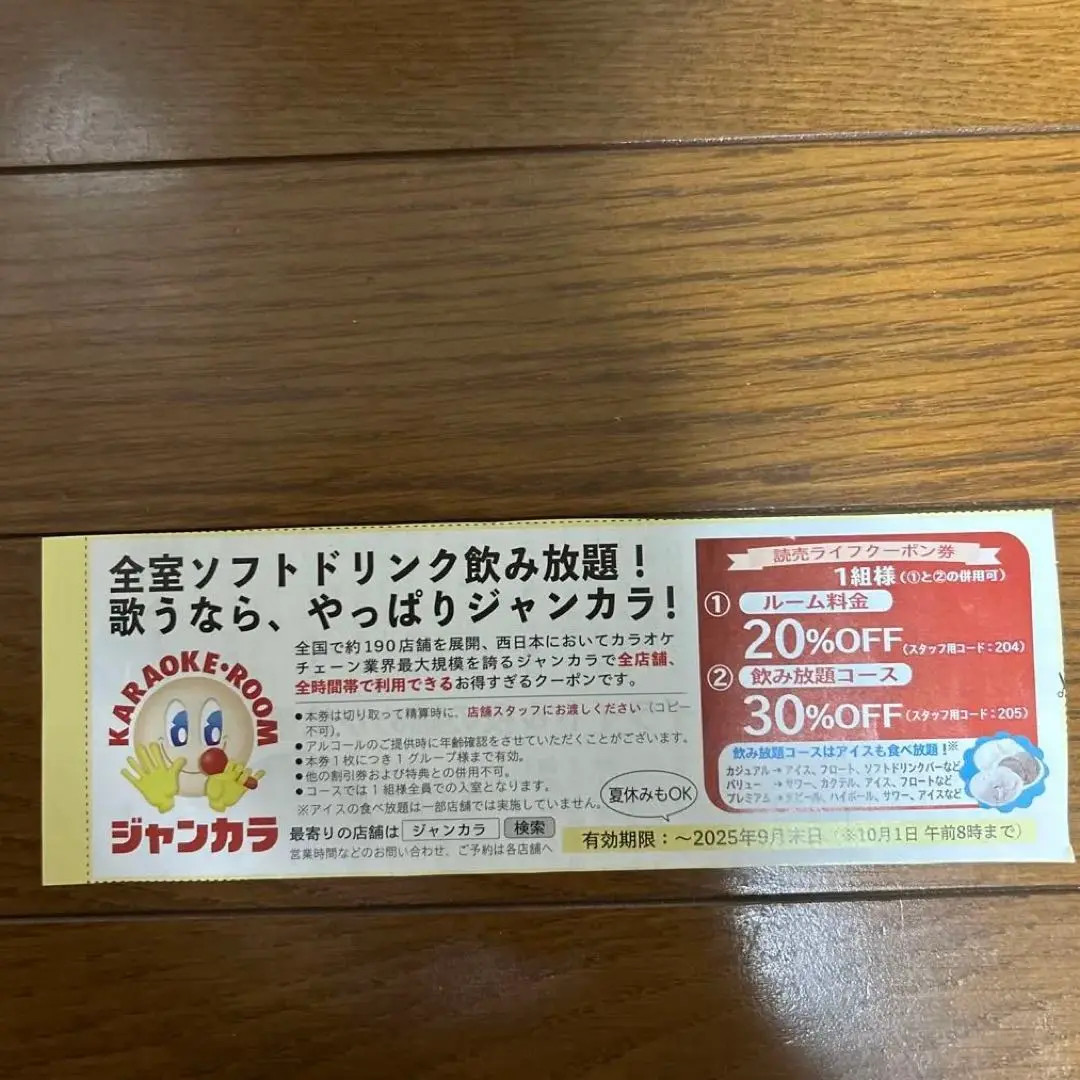 全室ソフトドリンク飲み放題！
歌うなら、やっぱりジャンカラ！
KARAOKE・ROOM
ジャンカラ
全国で約190店舗を展開、西日本においてカラオケ
チェーン業界最大規模を誇るジャンカラで全店舗、
全時間帯で利用できるお得すぎるクーポンです。
●本券は切り取って精算時に、店舗スタッフにお渡しください（コピー
不可）。
●アルコールのご提供時に年齢確認をさせていただくことがございます。
●本券1枚につき1グループ様まで有効。
●他の割引券および特典との併用不可。
●コースでは1組様全員での入室となります。
※アイスの食べ放題は一部店舗では実施していません。
夏休みもOK
最寄りの店舗は ジャンカラ 検索
営業時間などのお問い合わせ、ご予約は各店舗へ
読売ライフクーポン券
1組様（①と②の併用可）
① ルーム料金
20%OFF（スタッフ用コード：204）
② 飲み放題コース
30%OFF（スタッフ用コード：205）
飲み放題コースはアイスも食べ放題！※
カジュアル→アイス、フロート、ソフトドリンクバーなど
バリュー→サワー、カクテル、アイス、フロートなど
プレミアム→生ビール、ハイボール、サワー、アイスなど
有効期限：〜2025年9月末日（※10月1日 午前8時まで）